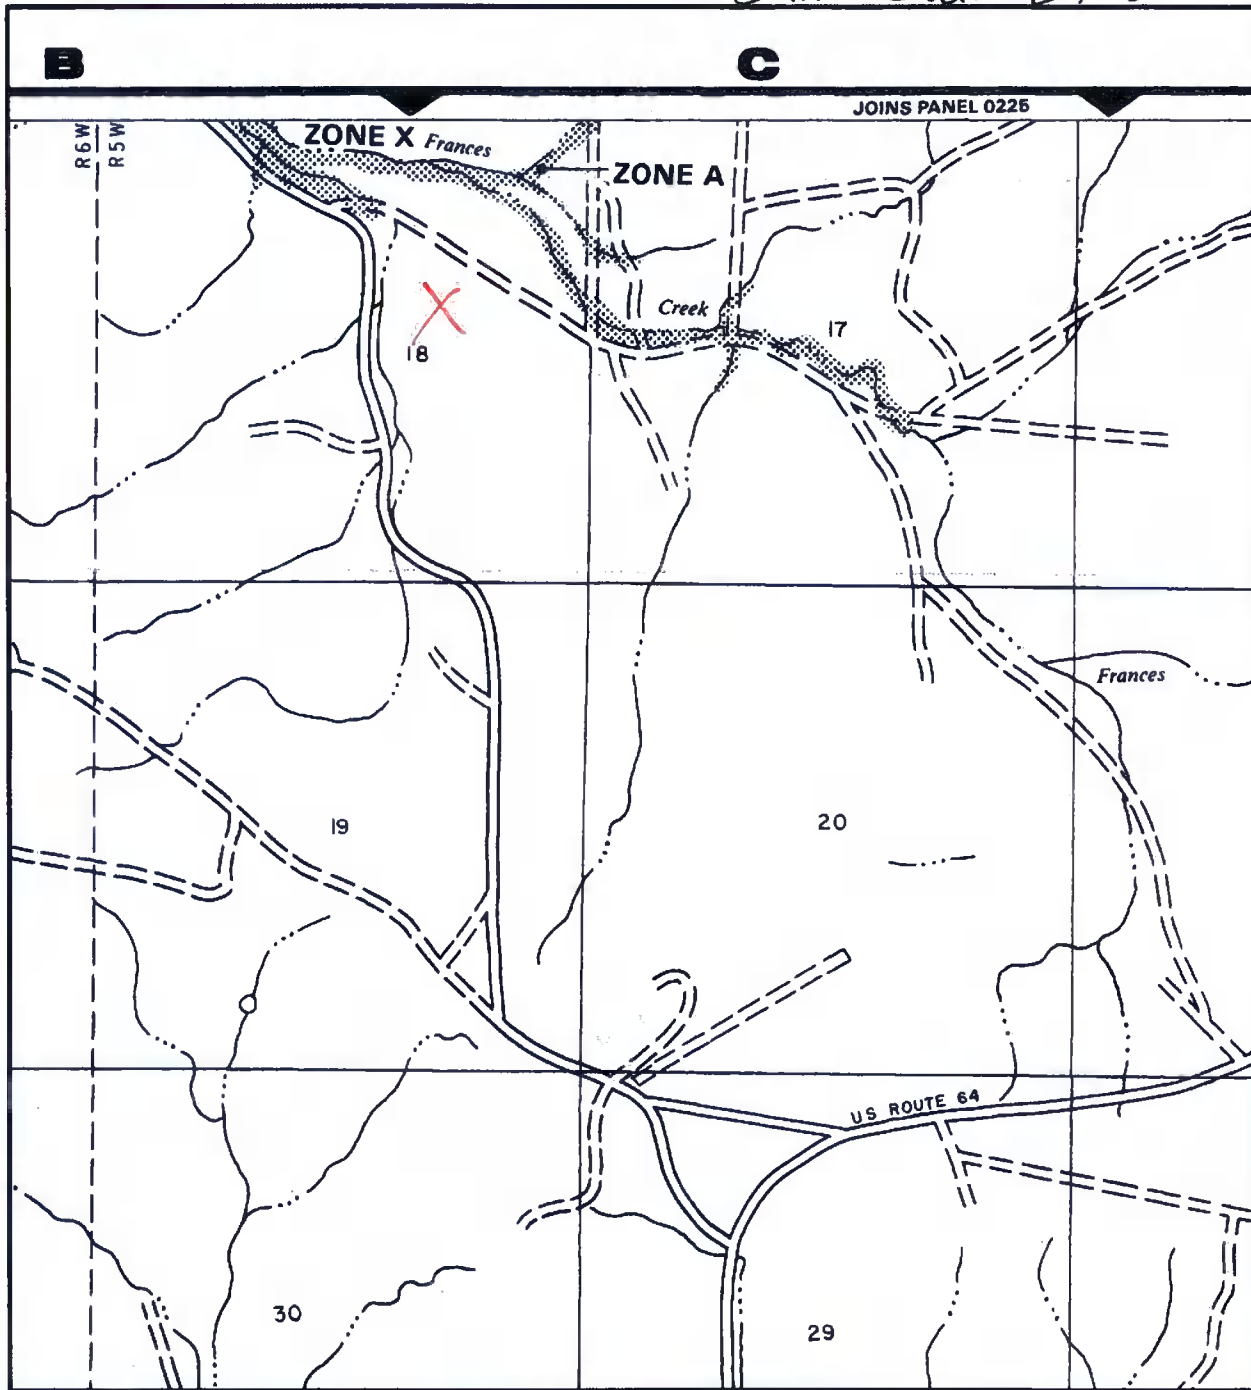 B C
JOINS PANEL 0225
R6W
R5W
ZONE X Frances
ZONE A
Creek
17
18
Frances
19
20
US ROUTE 64
30
29